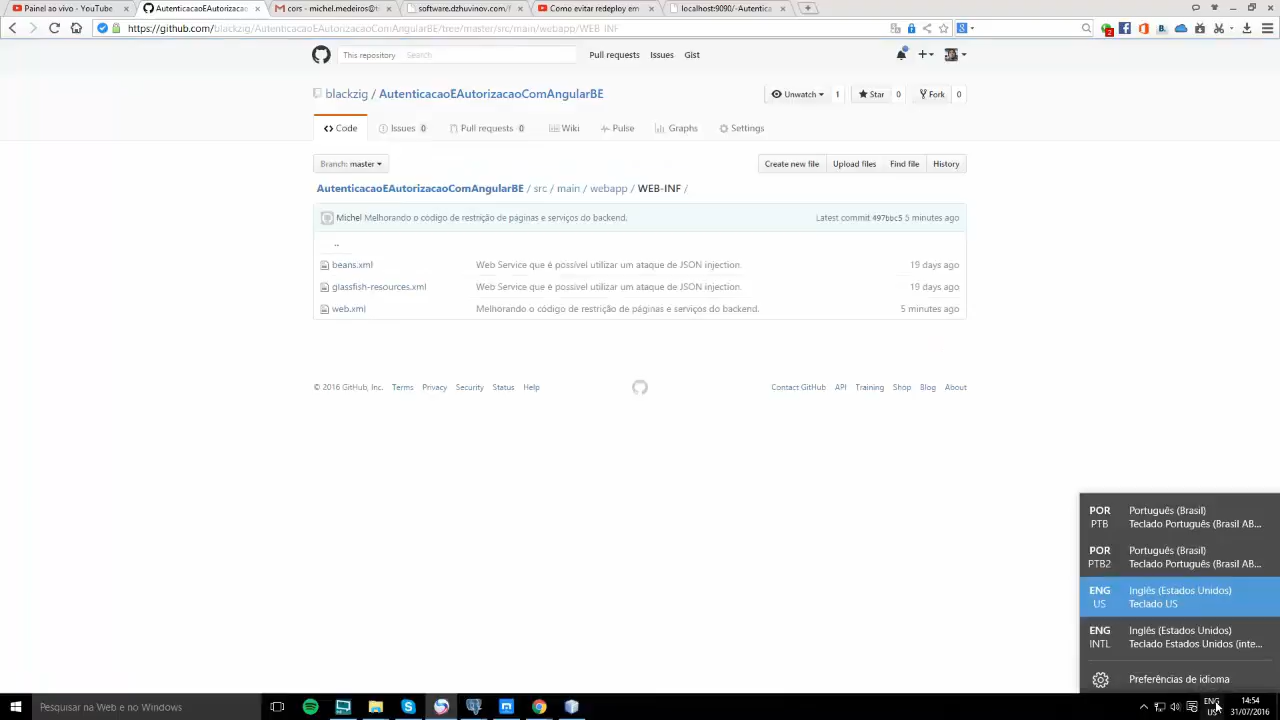 Painel ao vivo - YouTube
AutenticacaoEAutorizaca
cors - michel.medeiros@
software.dzhuvinov.com/f
Como evitar redeploy em
localhost:9090/-Autentica
https://github.com/blackzig/AutenticacaoEAutorizacaoComAngularBE/tree/master/src/main/webapp/WEB-INF
This repository Search
Pull requests Issues Gist
blackzig / AutenticacaoEAutorizacaoComAngularBE
Unwatch 1 Star 0 Fork 0
Code Issues 0 Pull requests 0 Wiki Pulse Graphs Settings
Branch: master
Create new file Upload files Find file History
AutenticacaoEAutorizacaoComAngularBE / src / main / webapp / WEB-INF /
Michel Melhorando o código de restrição de páginas e serviços do backend. Latest commit 497bbc5 5 minutes ago
..
beans.xml Web Service que é possível utilizar um ataque de JSON injection. 19 days ago
glassfish-resources.xml Web Service que é possível utilizar um ataque de JSON injection. 19 days ago
web.xml Melhorando o código de restrição de páginas e serviços do backend. 5 minutes ago
© 2016 GitHub, Inc. Terms Privacy Security Status Help
Contact GitHub API Training Shop Blog About
POR Português (Brasil)
PTB Teclado Português (Brasil AB...
POR Português (Brasil)
PTB2 Teclado Português (Brasil AB...
ENG Inglês (Estados Unidos)
US Teclado US
ENG Inglês (Estados Unidos)
INTL Teclado Estados Unidos (inte...
Preferências de idioma
Pesquisar na Web e no Windows
ENG
US
14:54
31/07/2016